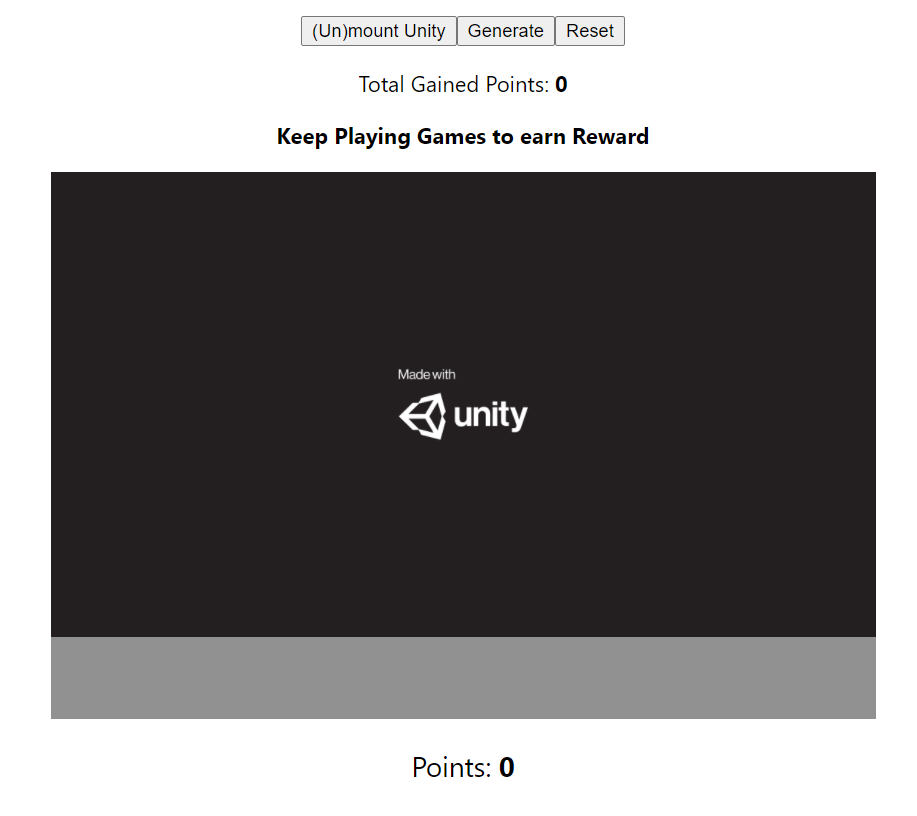 (Un)mount Unity Generate Reset
Total Gained Points: 0
Keep Playing Games to earn Reward
Made with
unity
Points: 0